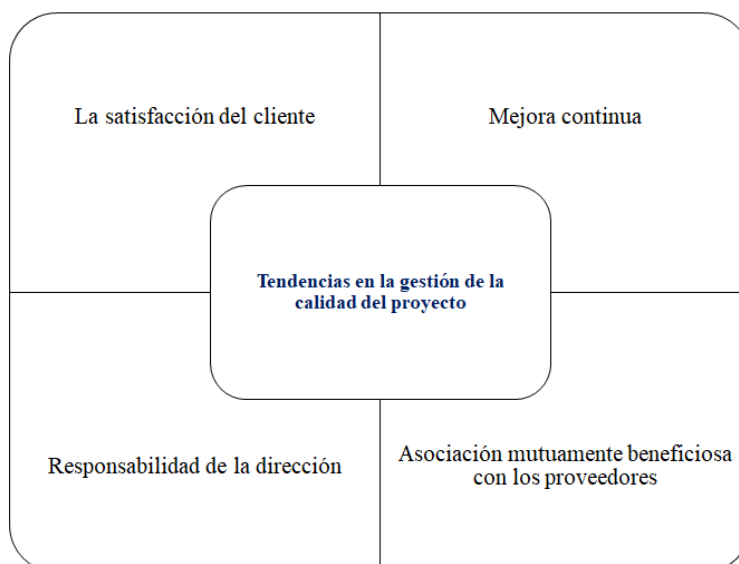 La satisfacción del cliente
Mejora continua
Tendencias en la gestión de la
calidad del proyecto
Responsabilidad de la dirección
Asociación mutuamente beneficiosa
con los proveedores